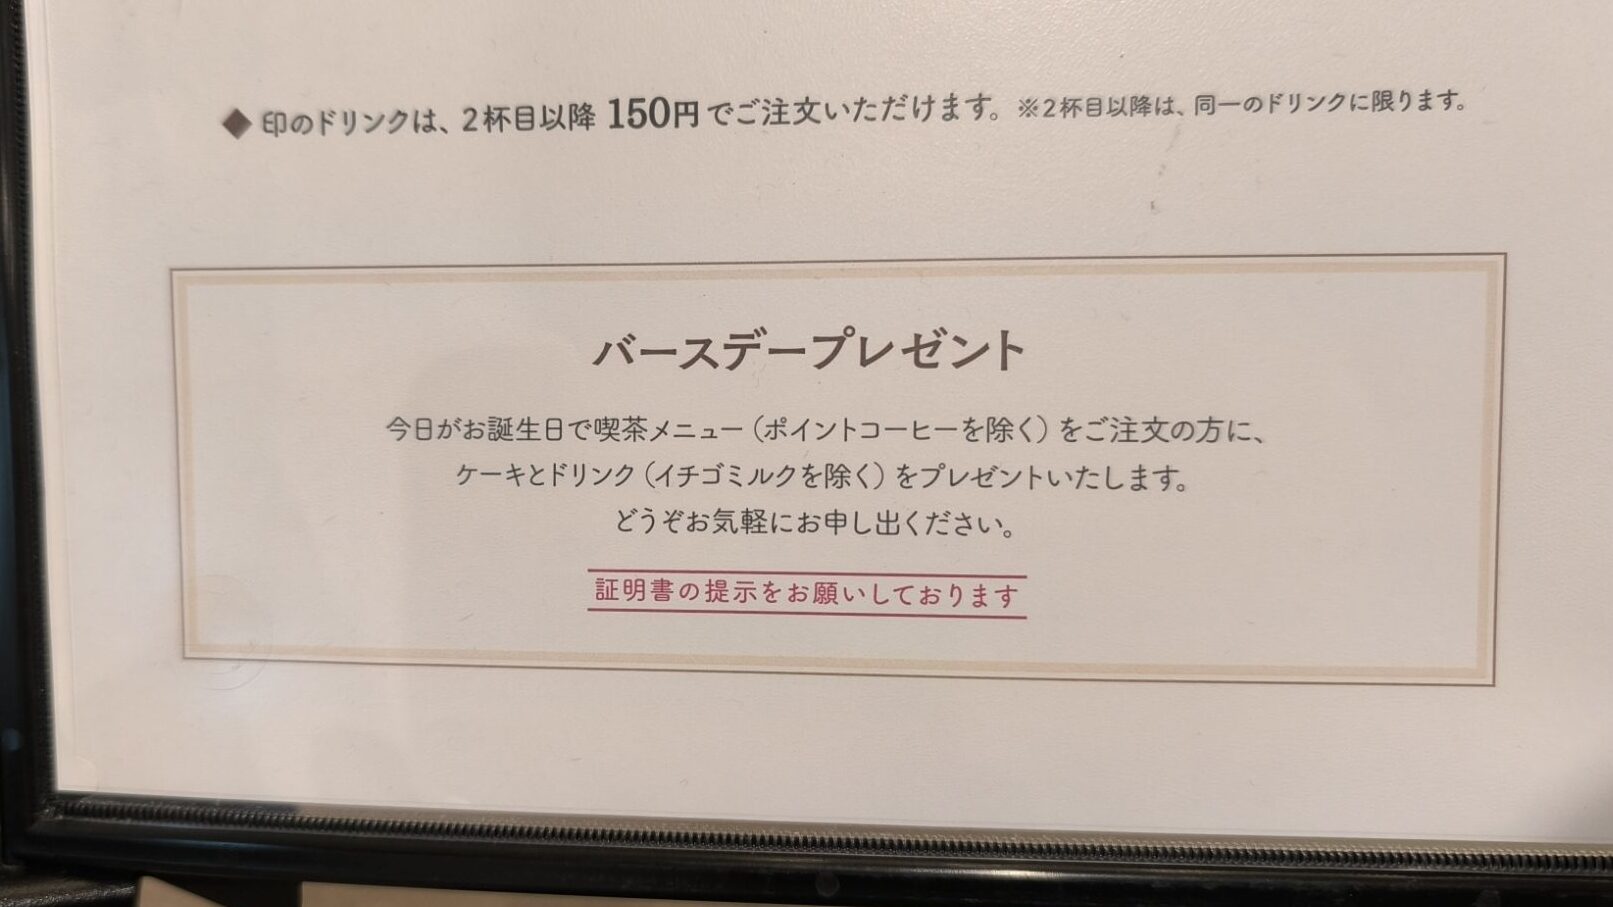 ◆印のドリンクは、2杯目以降 150円でご注文いただけます。※2杯目以降は、同一のドリンクに限ります。
バースデープレゼント
今日がお誕生日で喫茶メニュー（ポイントコーヒーを除く）をご注文の方に、
ケーキとドリンク（イチゴミルクを除く）をプレゼントいたします。
どうぞお気軽にお申し出ください。
証明書の提示をお願いしております